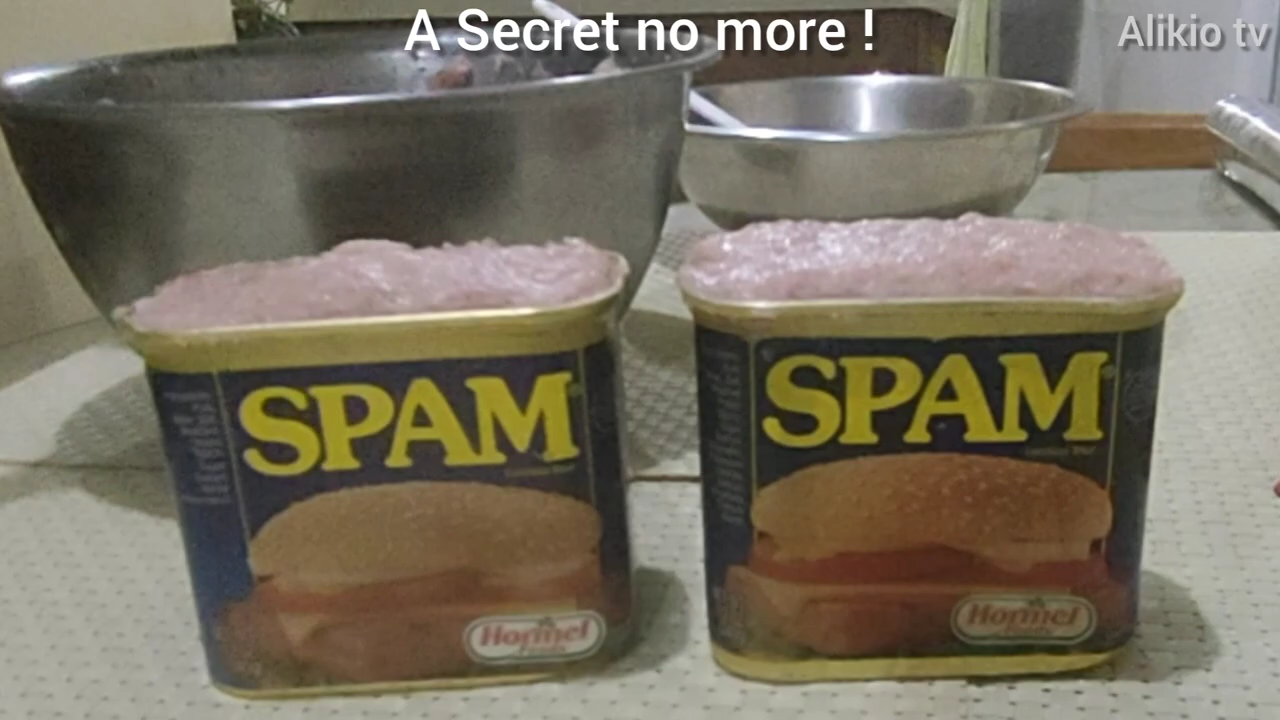 A Secret no more !
Alikio tv
SPAM
SPAM
Hormel
Hormel